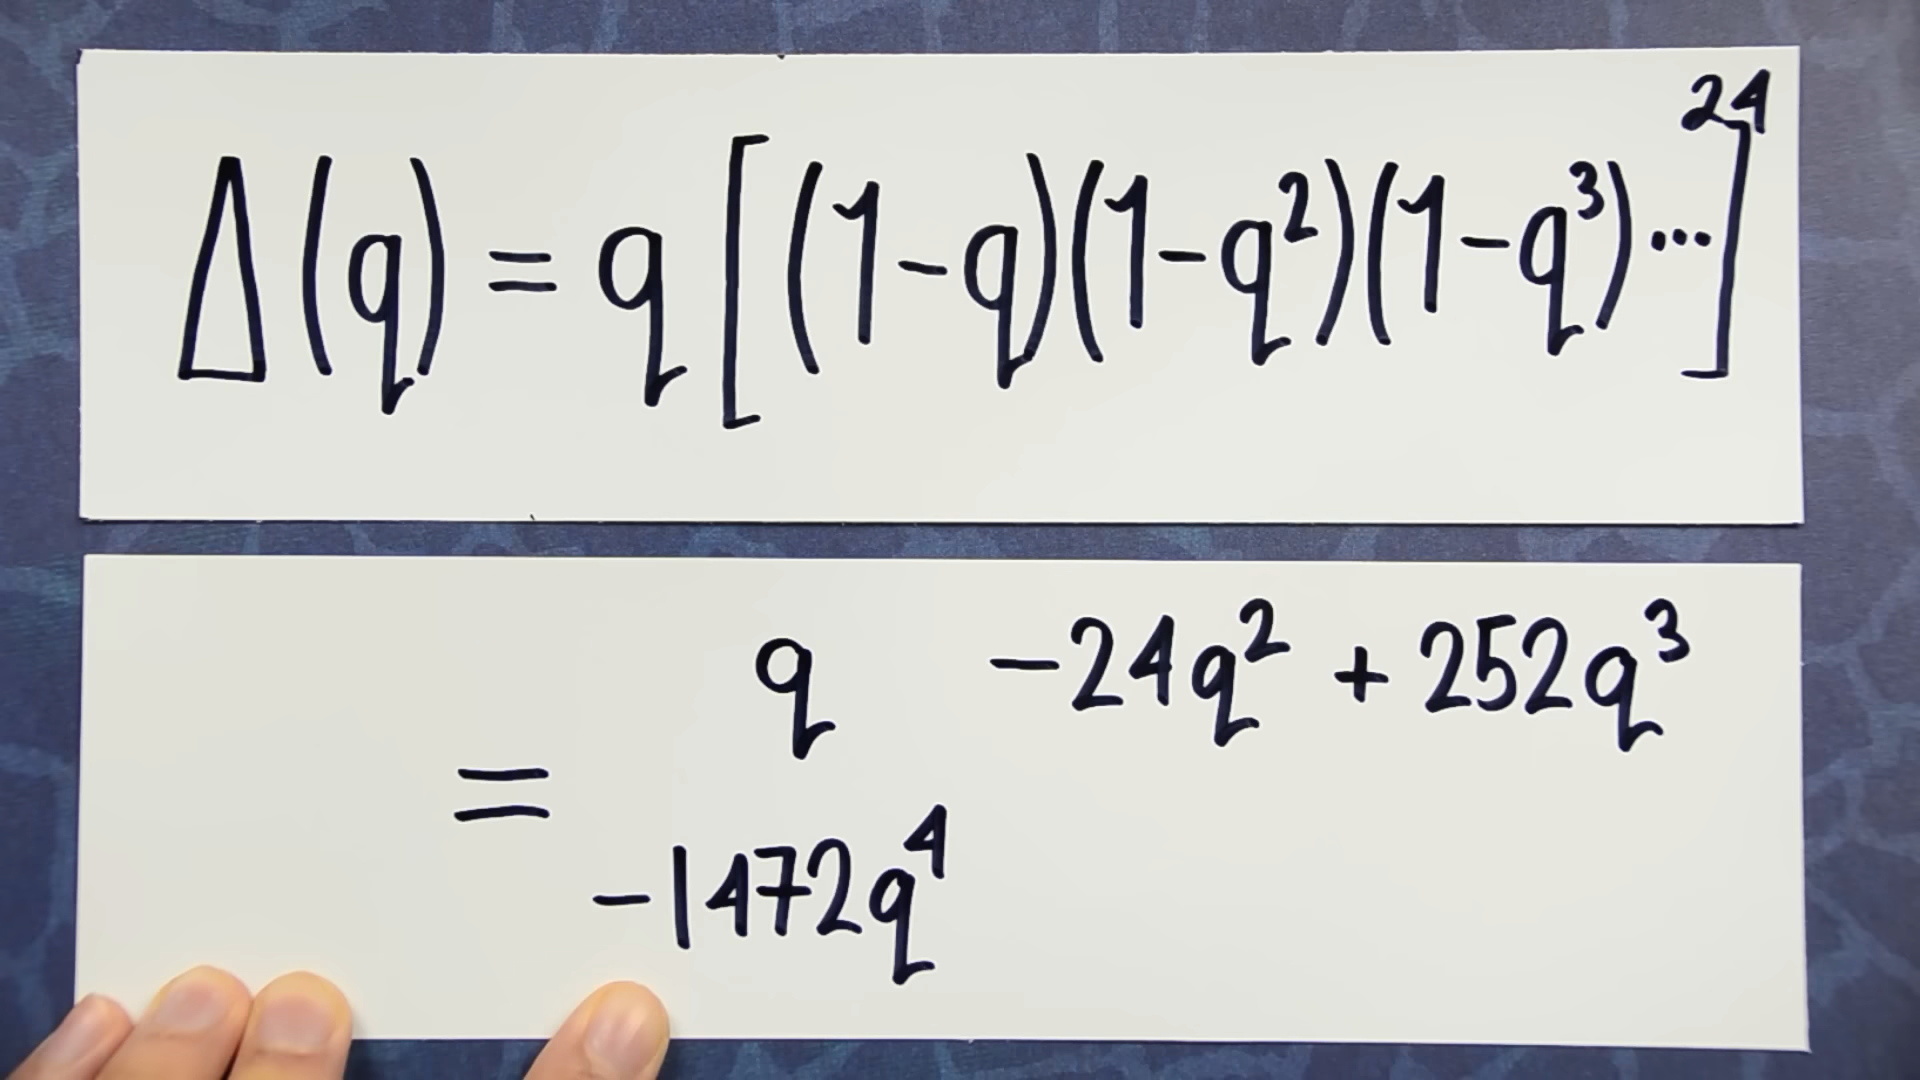 Δ(q) = q[(1-q)(1-q²)(1-q³)...]²⁴
= q -24q² + 252q³
-1472q⁴